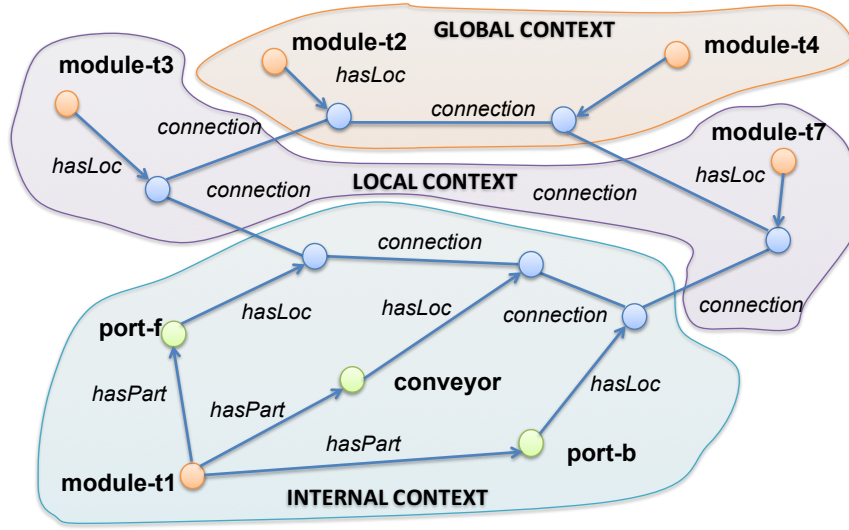 GLOBAL CONTEXT
module-t2
module-t4
module-t3
hasLoc
connection
connection
module-t7
hasLoc
hasLoc
LOCAL CONTEXT
connection
connection
connection
connection
port-f
hasLoc
hasLoc
connection
conveyor
hasLoc
hasPart
hasPart
hasPart
port-b
module-t1
INTERNAL CONTEXT